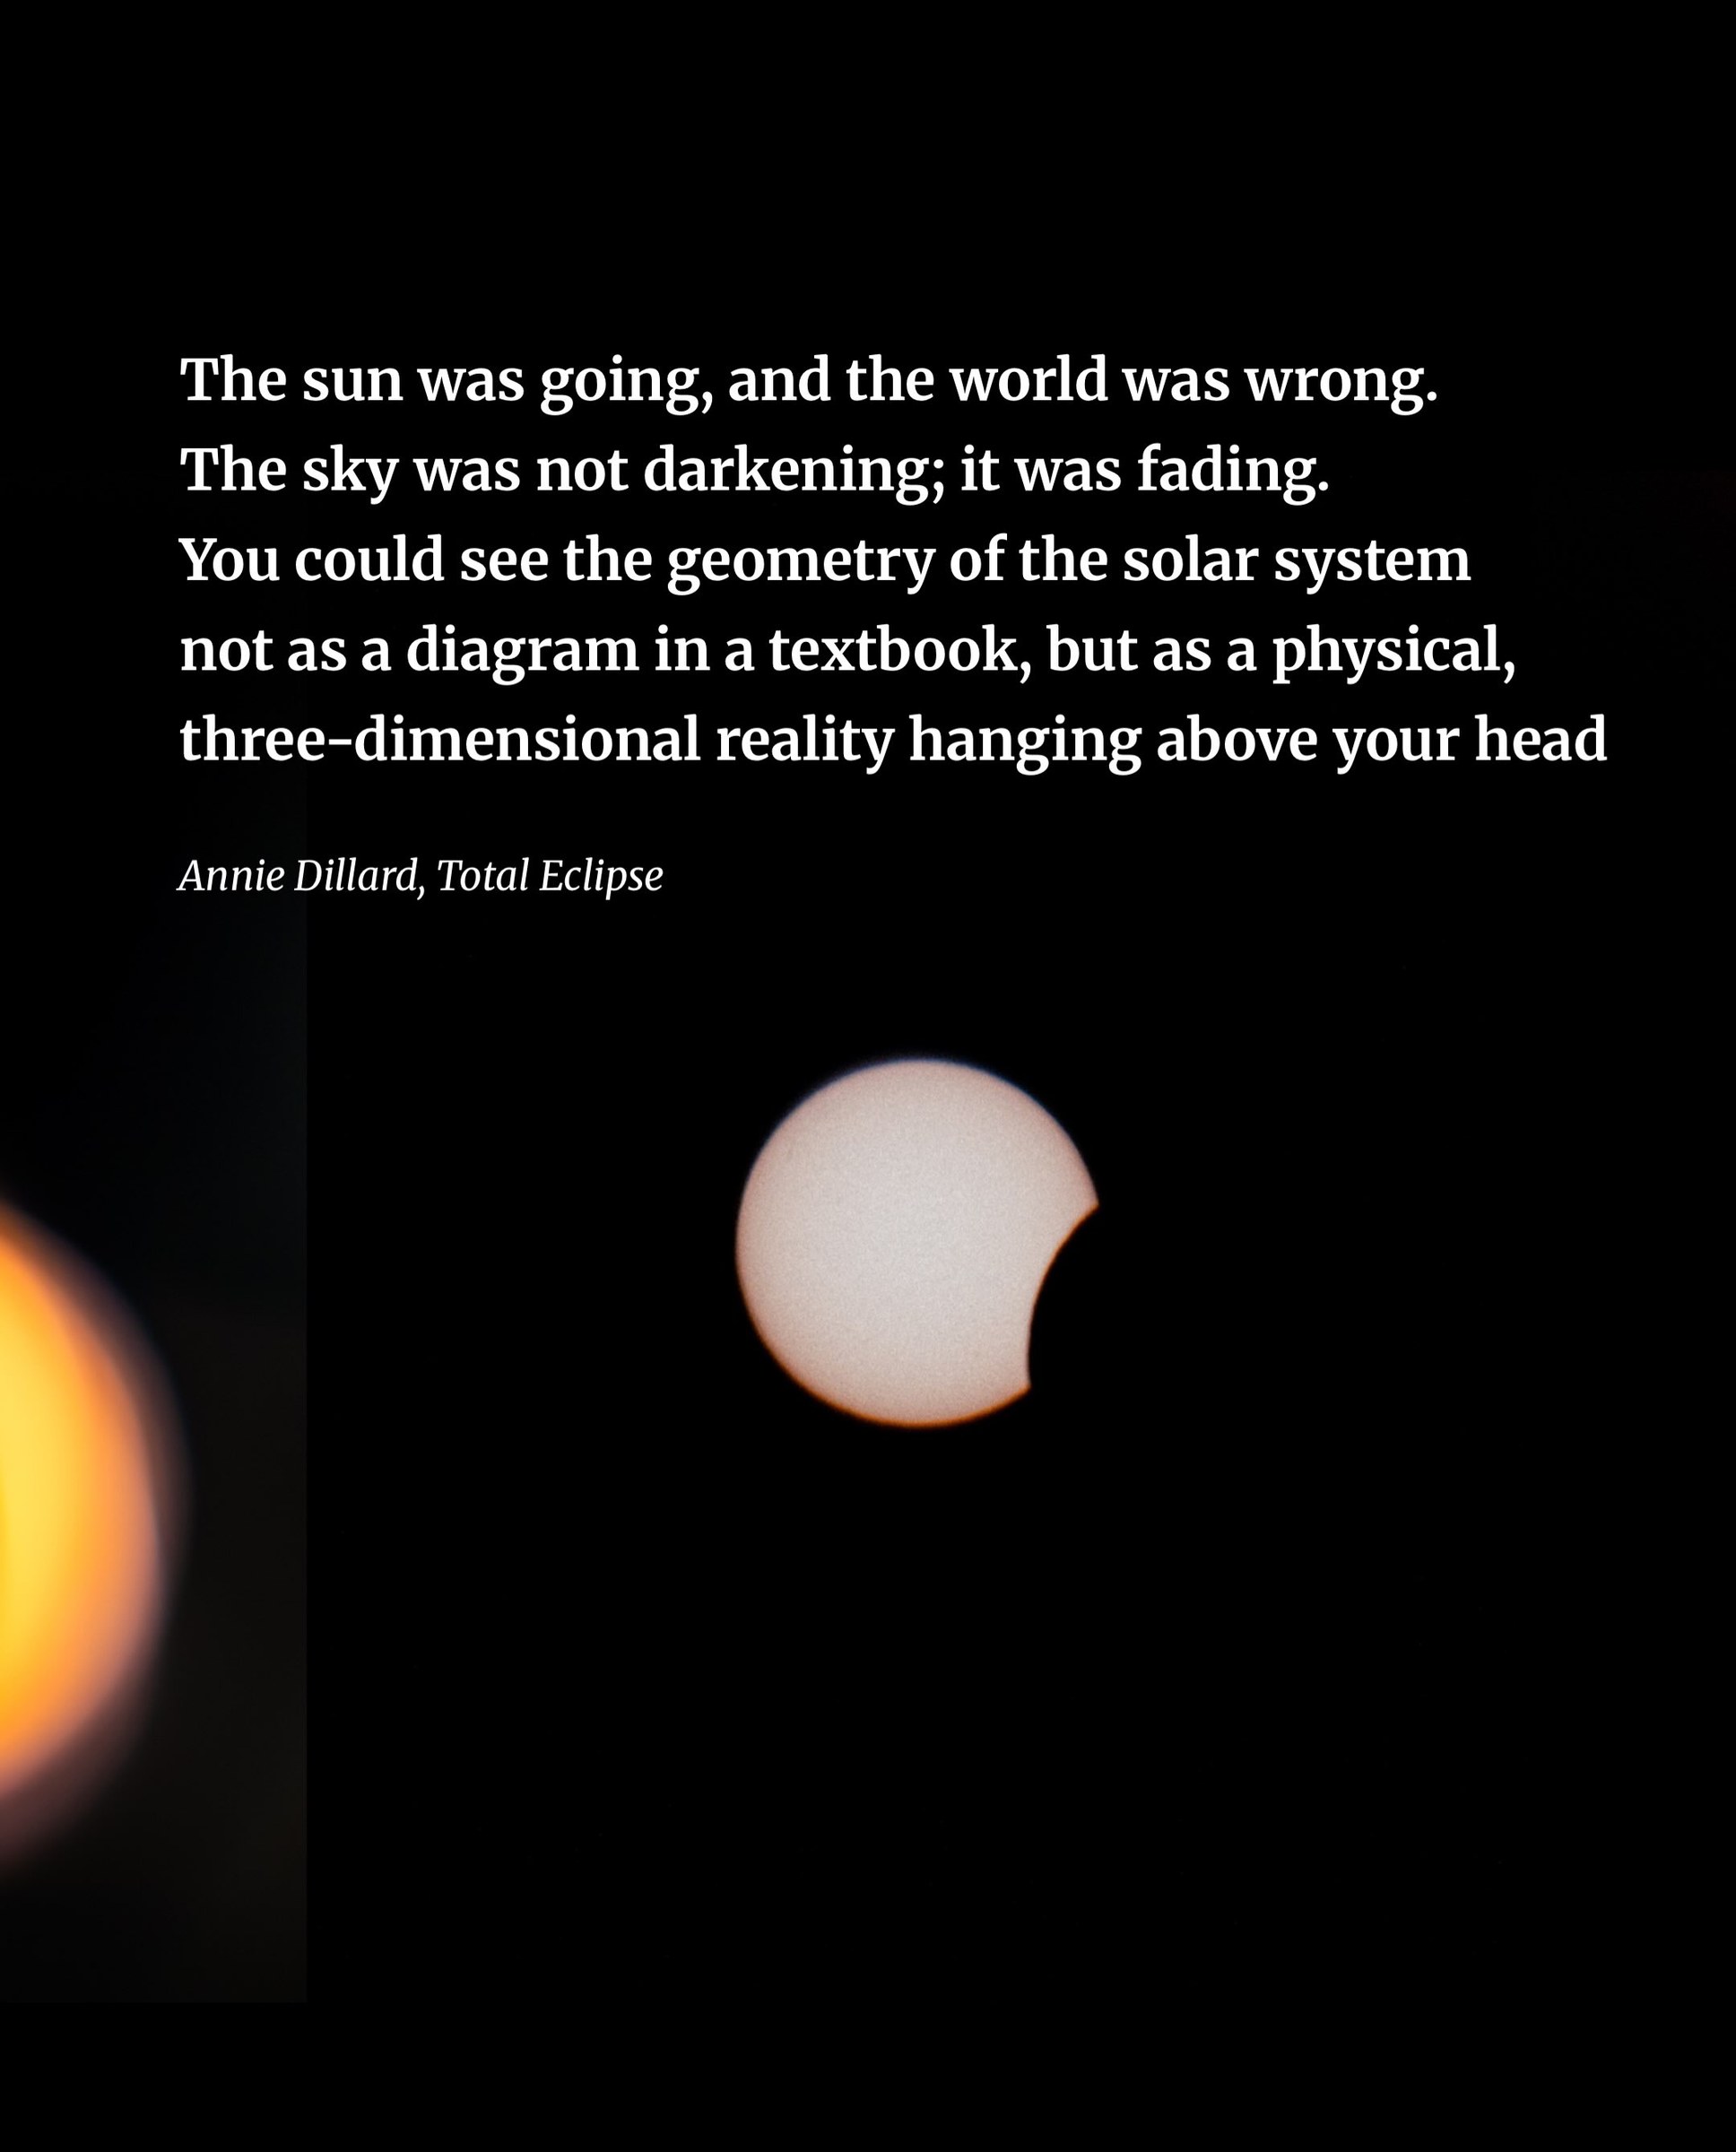 The sun was going, and the world was wrong.
The sky was not darkening; it was fading.
You could see the geometry of the solar system
not as a diagram in a textbook, but as a physical,
three-dimensional reality hanging above your head
Annie Dillard, Total Eclipse